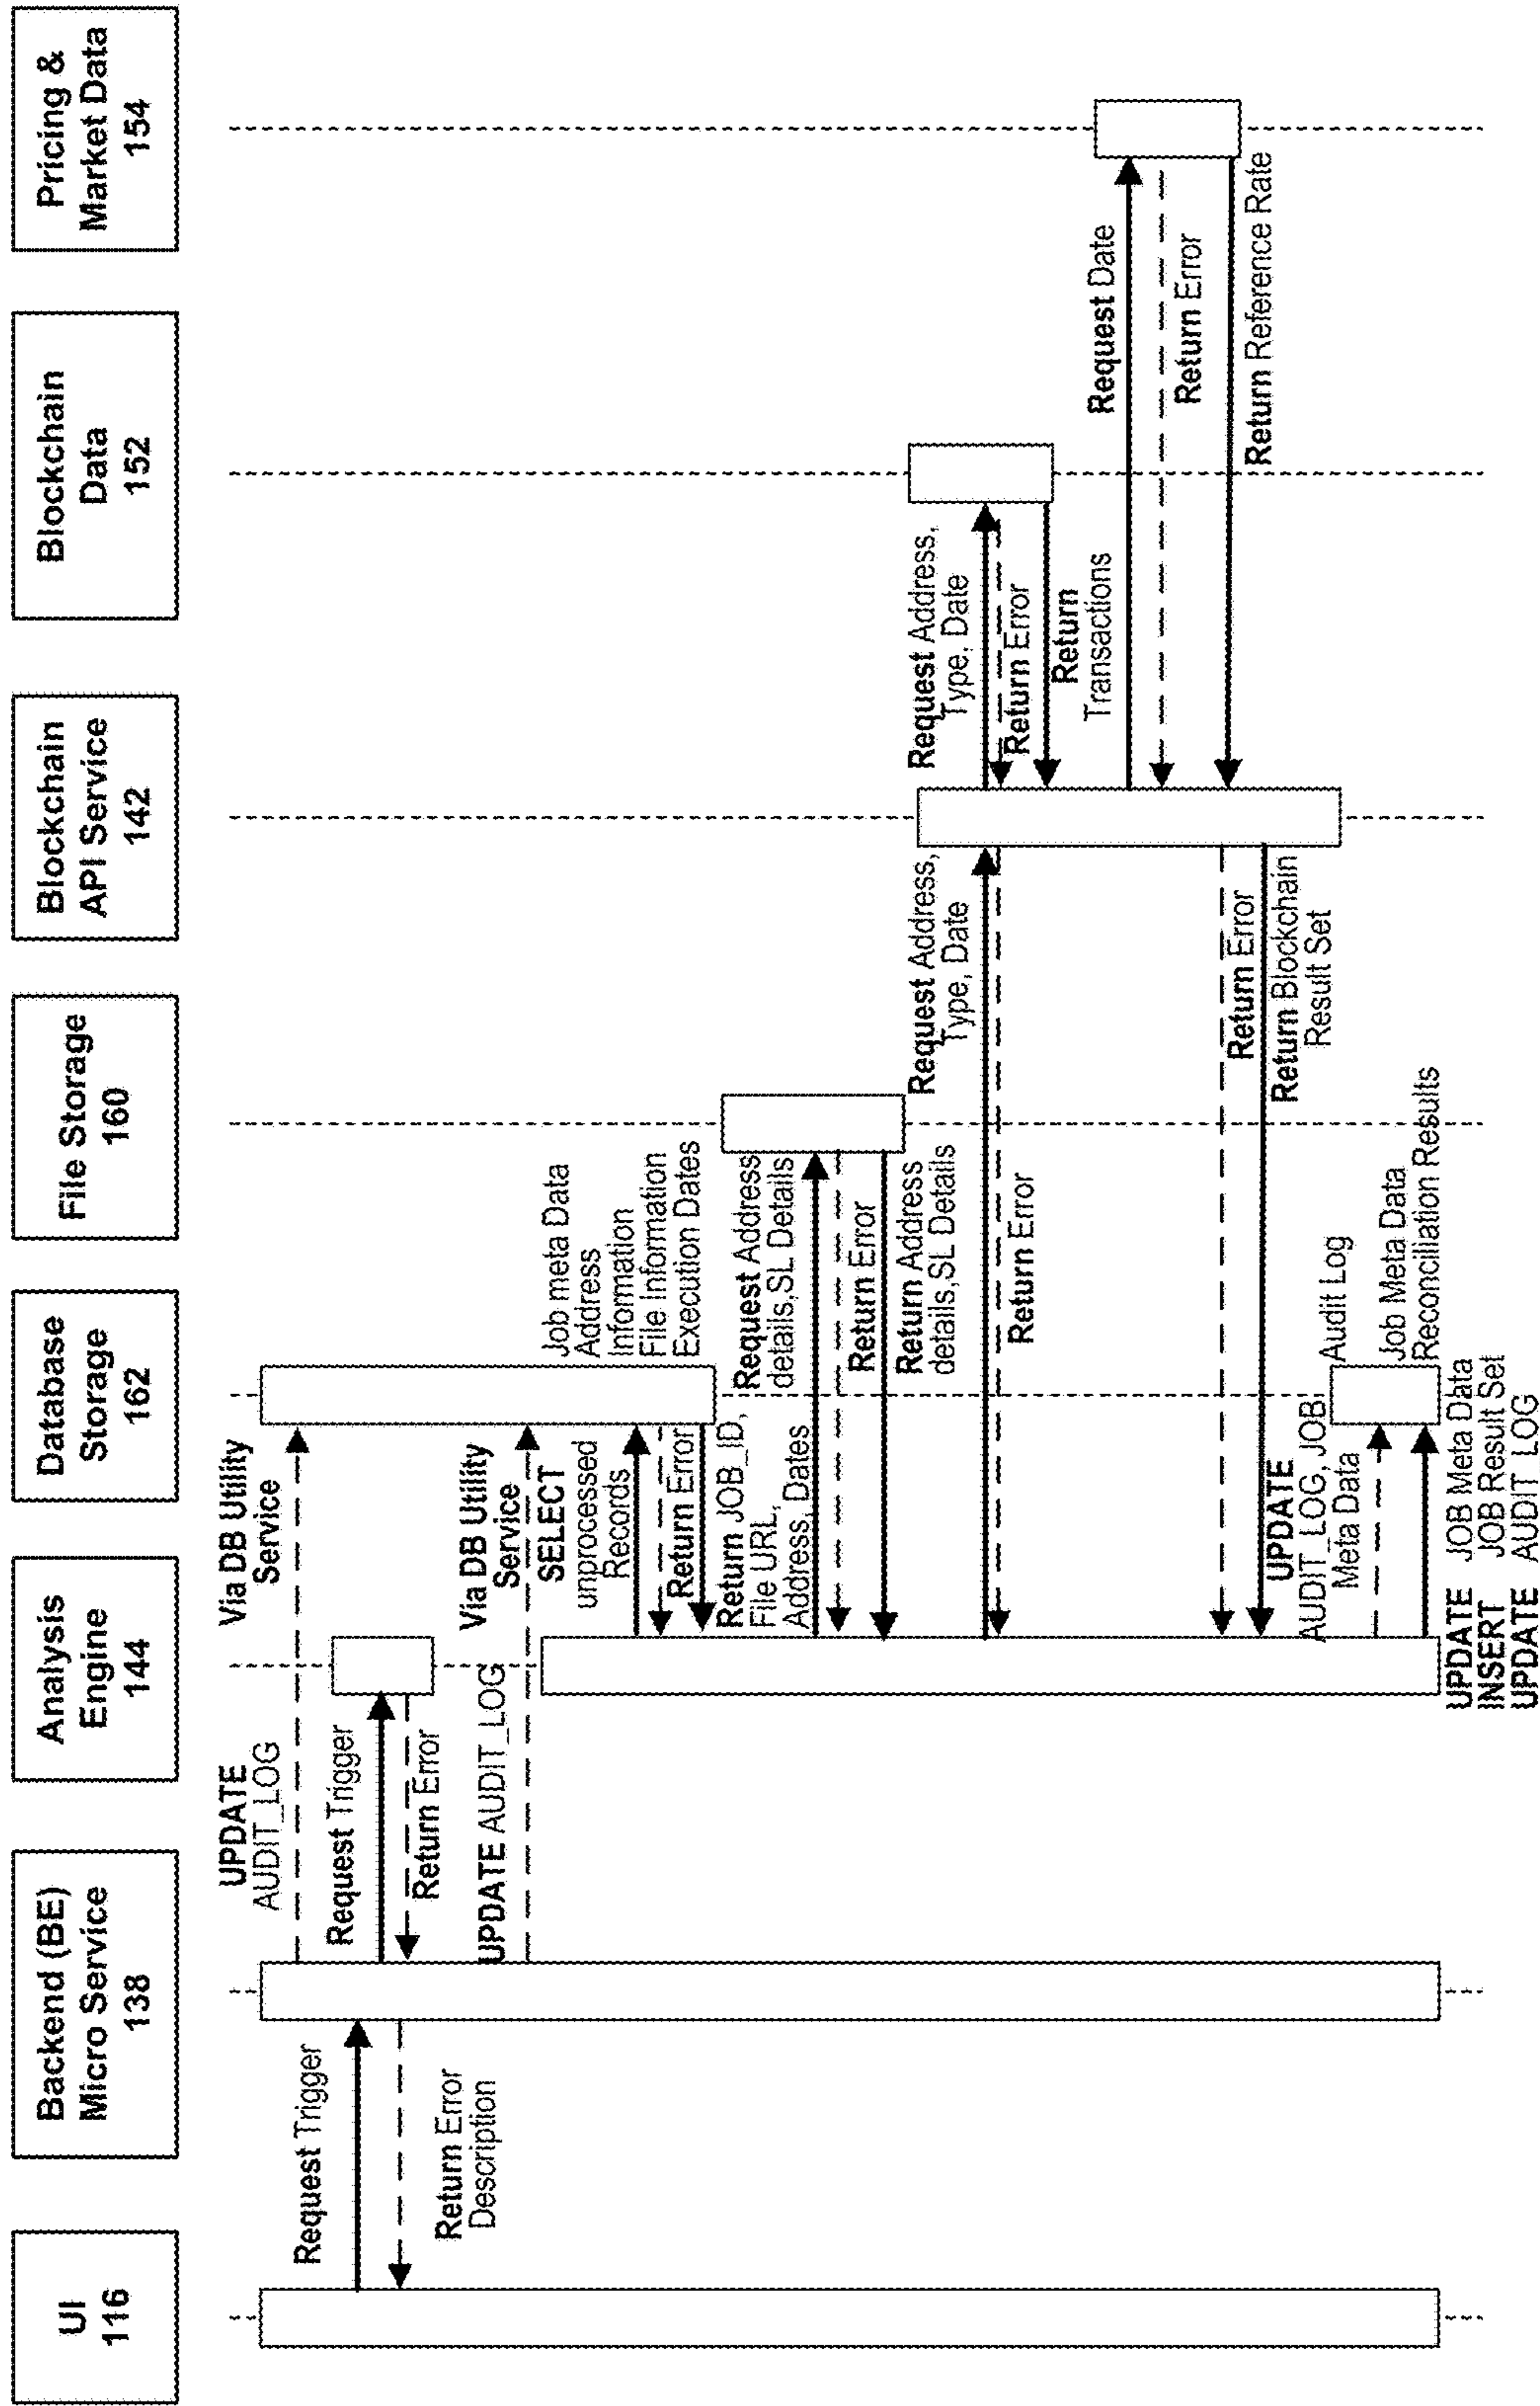 UI
116
Backend (BE)
Micro Service
138
Analysis
Engine
144
Database
Storage
162
File Storage
160
Blockchain
API Service
142
Blockchain
Data
152
Pricing &
Market Data
154
UPDATE
AUDIT_LOG
Via DB Utility
Service
Request Trigger
Return Error
Description
Request Trigger
Return Error
UPDATE AUDIT_LOG
Via DB Utility
Service
SELECT
unprocessed
Records
Return Error
Return JOB_ID,
File URL,
Address, Dates
Job meta Data
Address
Information
File Information
Execution Dates
Request Address
details,SL Details
Return Error
Return Address
details,SL Details
Request Address,
Type, Date
Return Error
Request Address,
Type, Date
Return Error
Return
Transactions
Request Date
Return Error
Return Reference Rate
Return Error
Return Blockchain
Result Set
UPDATE
AUDIT_LOG, JOB
Meta Data
Audit Log
Job Meta Data
Reconciliation Results
UPDATE JOB Meta Data
INSERT JOB Result Set
UPDATE AUDIT_LOG